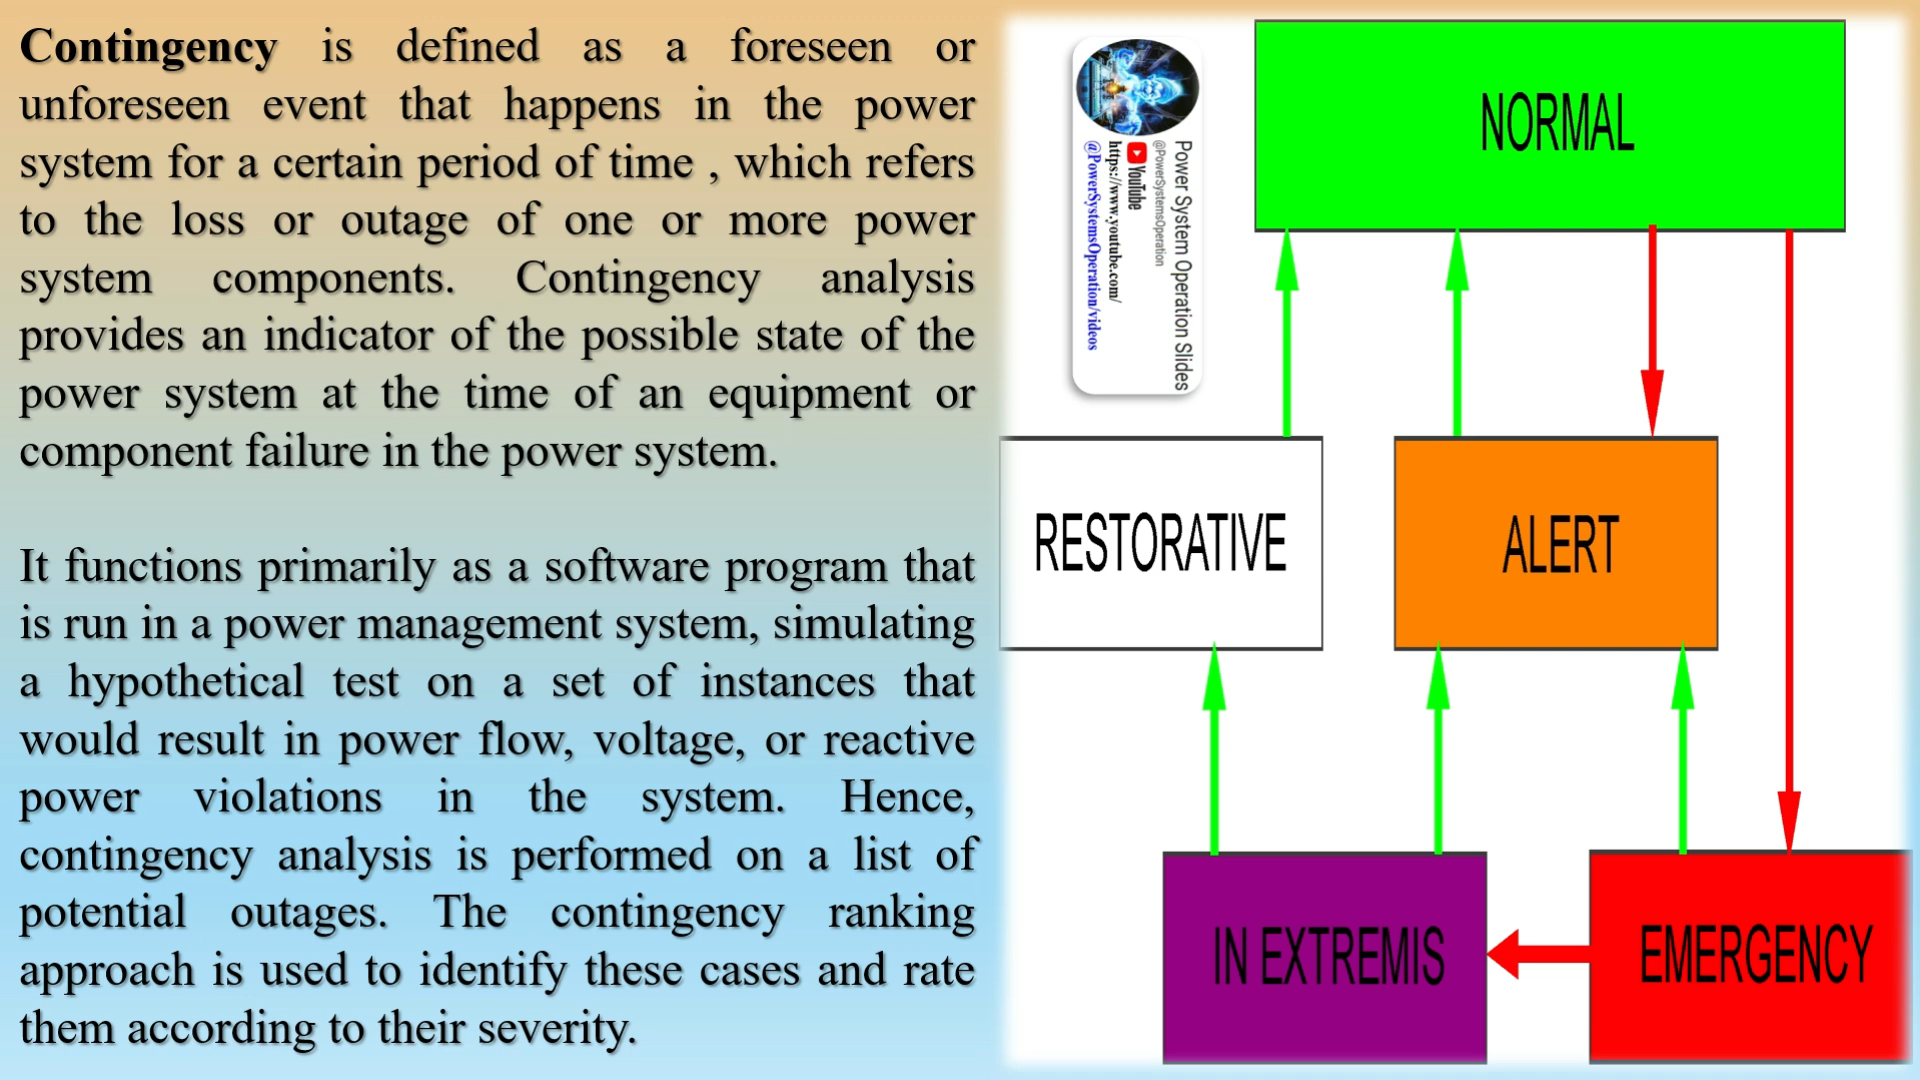 Contingency is defined as a foreseen or
unforeseen event that happens in the power
system for a certain period of time , which refers
to the loss or outage of one or more power
system components. Contingency analysis
provides an indicator of the possible state of the
power system at the time of an equipment or
component failure in the power system.
It functions primarily as a software program that
is run in a power management system, simulating
a hypothetical test on a set of instances that
would result in power flow, voltage, or reactive
power violations in the system. Hence,
contingency analysis is performed on a list of
potential outages. The contingency ranking
approach is used to identify these cases and rate
them according to their severity.
Power System Operation Slides
@PowerSystemsOperation
YouTube
https://www.youtube.com/
@PowerSystemsOperation/videos
NORMAL
RESTORATIVE
ALERT
IN EXTREMIS
EMERGENCY